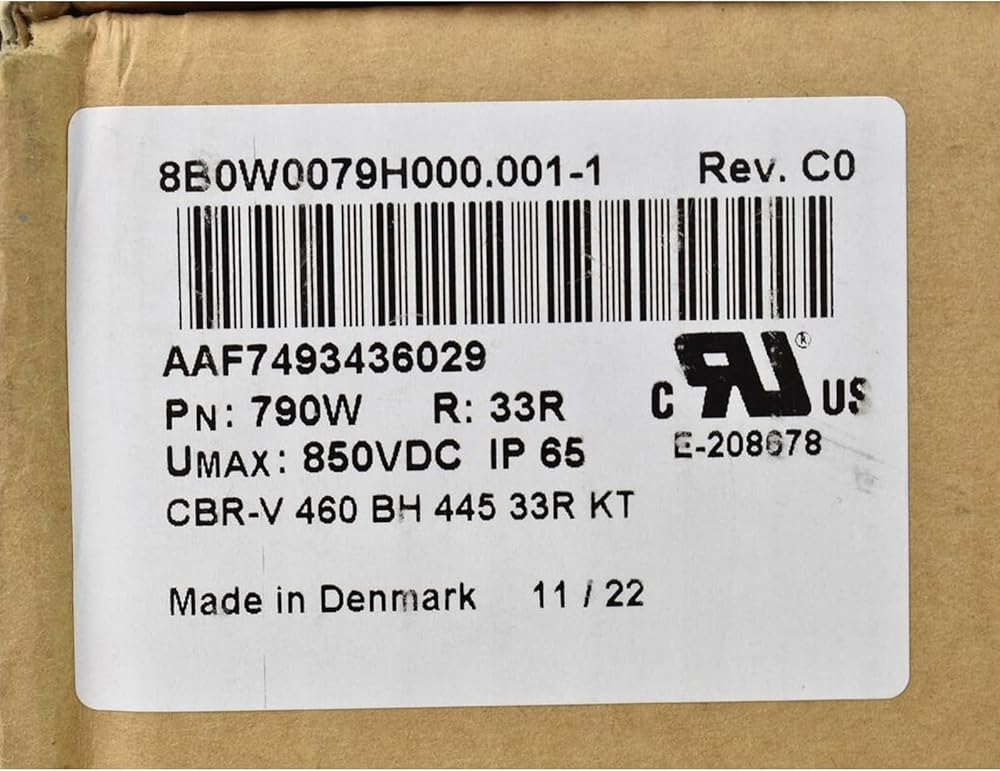 8B0W0079H000.001-1 Rev. C0
AAF7493436029
PN: 790W R: 33R
UMAX: 850VDC IP 65
CBR-V 460 BH 445 33R KT
Made in Denmark 11 / 22
C RU ® US
E-208678